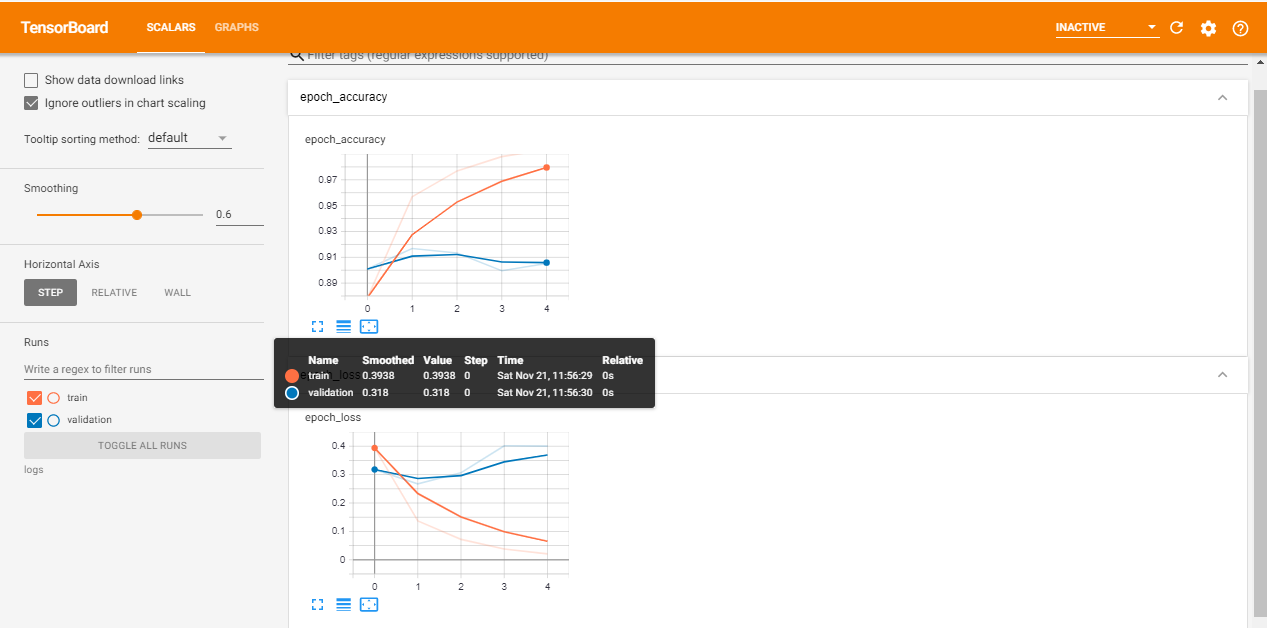 TensorBoard SCALARS GRAPHS INACTIVE
Filter tags (regular expressions supported)
Show data download links
Ignore outliers in chart scaling
Tooltip sorting method: default
Smoothing
0.6
Horizontal Axis
STEP RELATIVE WALL
Runs
Write a regex to filter runs
train
validation
TOGGLE ALL RUNS
logs
epoch_accuracy
epoch_accuracy
0.97
0.95
0.93
0.91
0.89
0 1 2 3 4
Name Smoothed Value Step Time Relative
train 0.3938 0.3938 0 Sat Nov 21, 11:56:29 0s
validation 0.318 0.318 0 Sat Nov 21, 11:56:30 0s
epoch_loss
epoch_loss
0.4
0.3
0.2
0.1
0
0 1 2 3 4